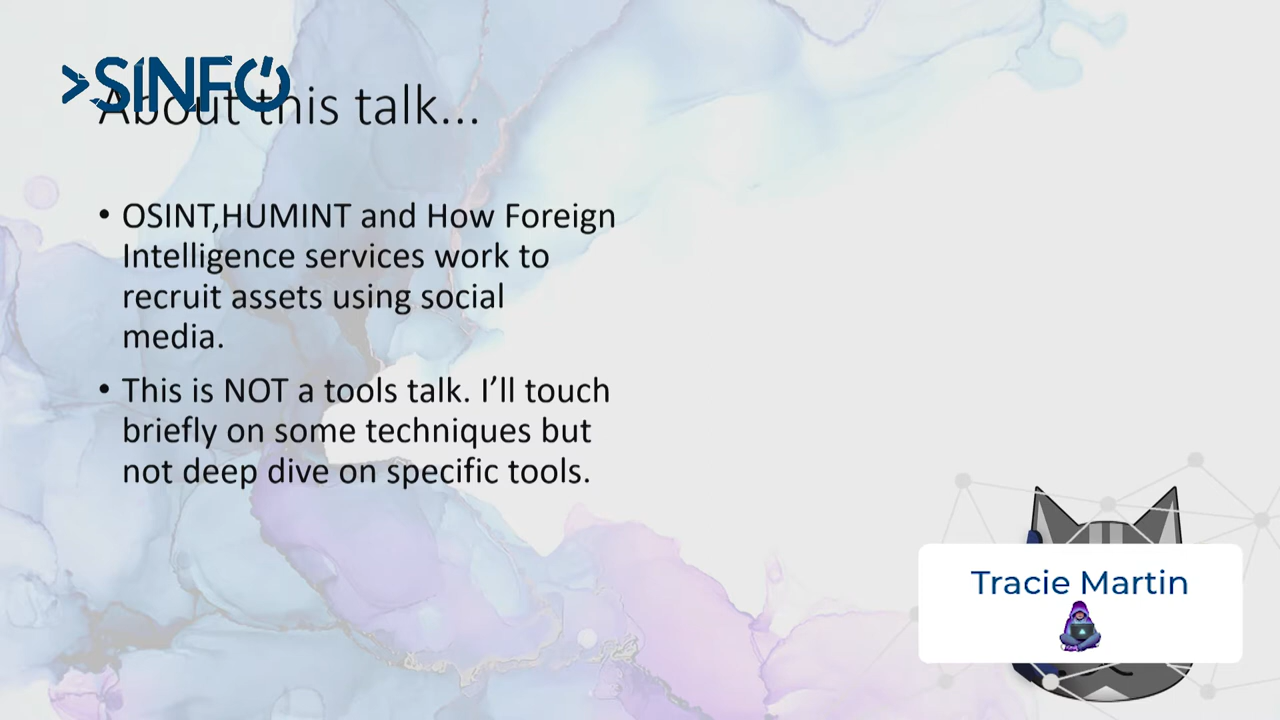 >SINFO
About this talk...
• OSINT,HUMINT and How Foreign
Intelligence services work to
recruit assets using social
media.
• This is NOT a tools talk. I’ll touch
briefly on some techniques but
not deep dive on specific tools.
Tracie Martin